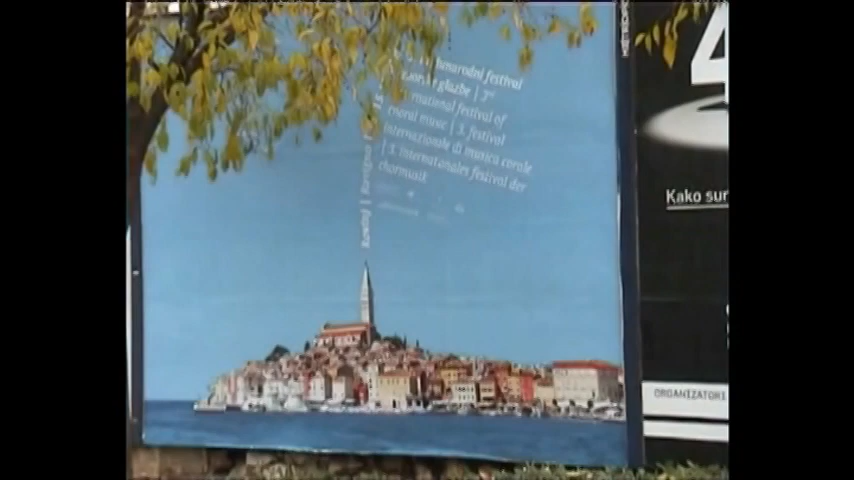 međunarodni festival
zborske glazbe | 3rd
international festival of
choral music | 3. festival
internazionale di musica corale
| 3. internationales festival der
chormusik
Rovinj | Rovigno |
4
Kako sur
ORGANIZATORI